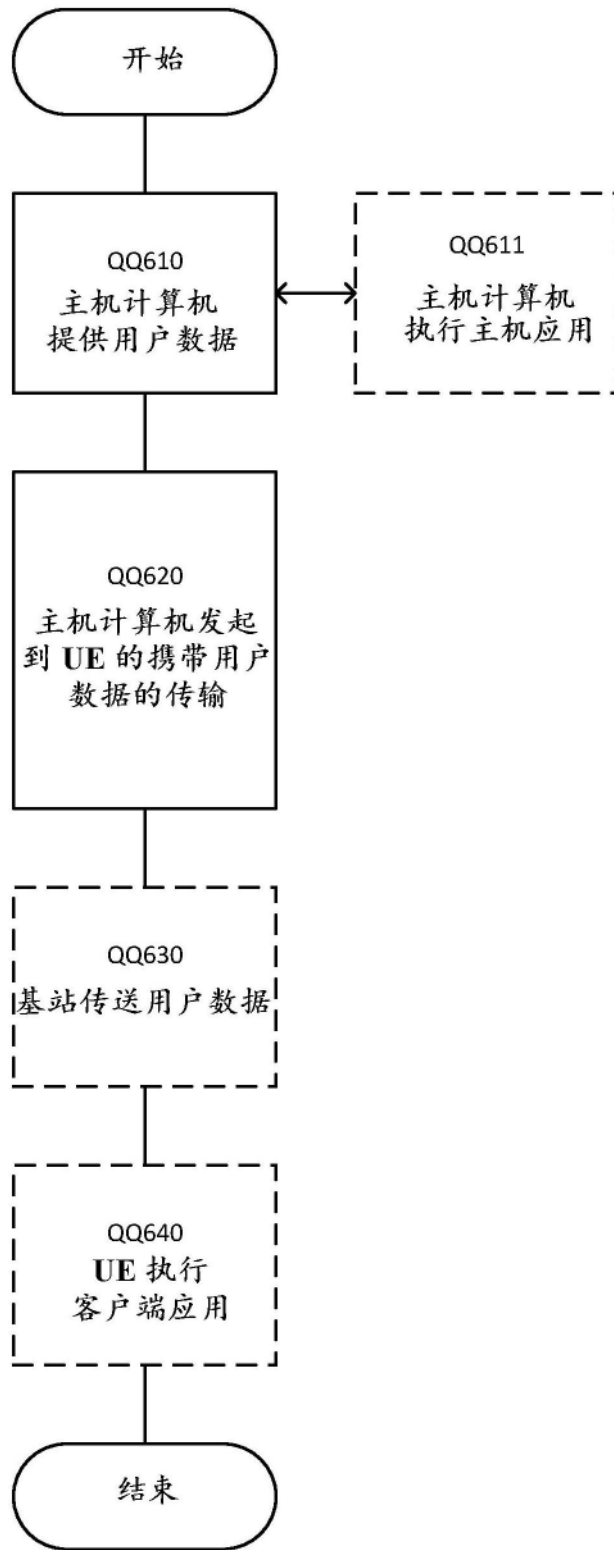 开始
QQ610
主机计算机
提供用户数据
QQ611
主机计算机
执行主机应用
QQ620
主机计算机发起
到 UE 的携带用户
数据的传输
QQ630
基站传送用户数据
QQ640
UE 执行
客户端应用
结束